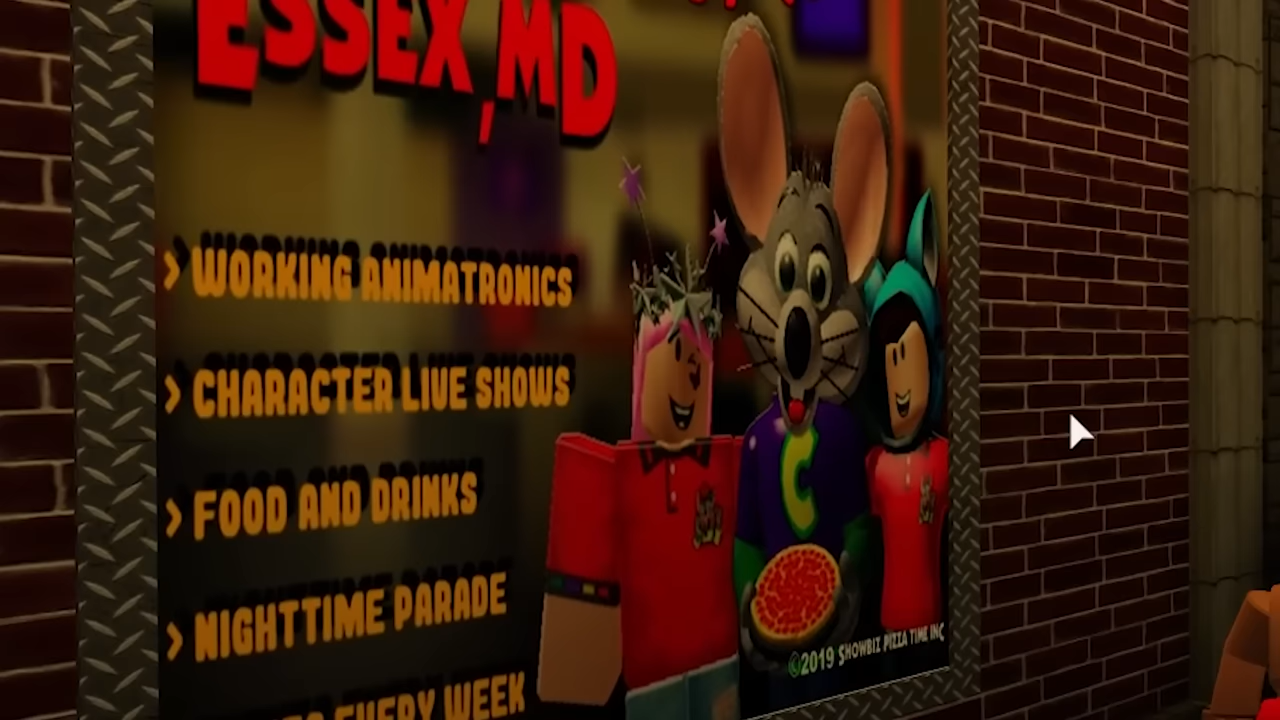 ESSEX, MD
> WORKING ANIMATRONICS
> CHARACTER LIVE SHOWS
> FOOD AND DRINKS
> NIGHTTIME PARADE
EVERY WEEK
C
©2019 SHOWBIZ PIZZA TIME INC